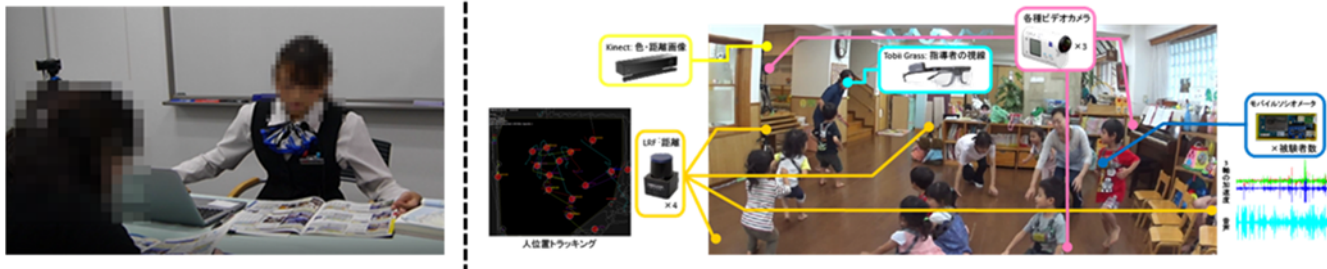 Kinect: 色・距離画像
Tobii Grass: 指導者の視線
各種ビデオカメラ
×3
モバイルソシオメータ
×被験者数
LRF:距離
×4
人位置トラッキング
3軸の加速度
音声